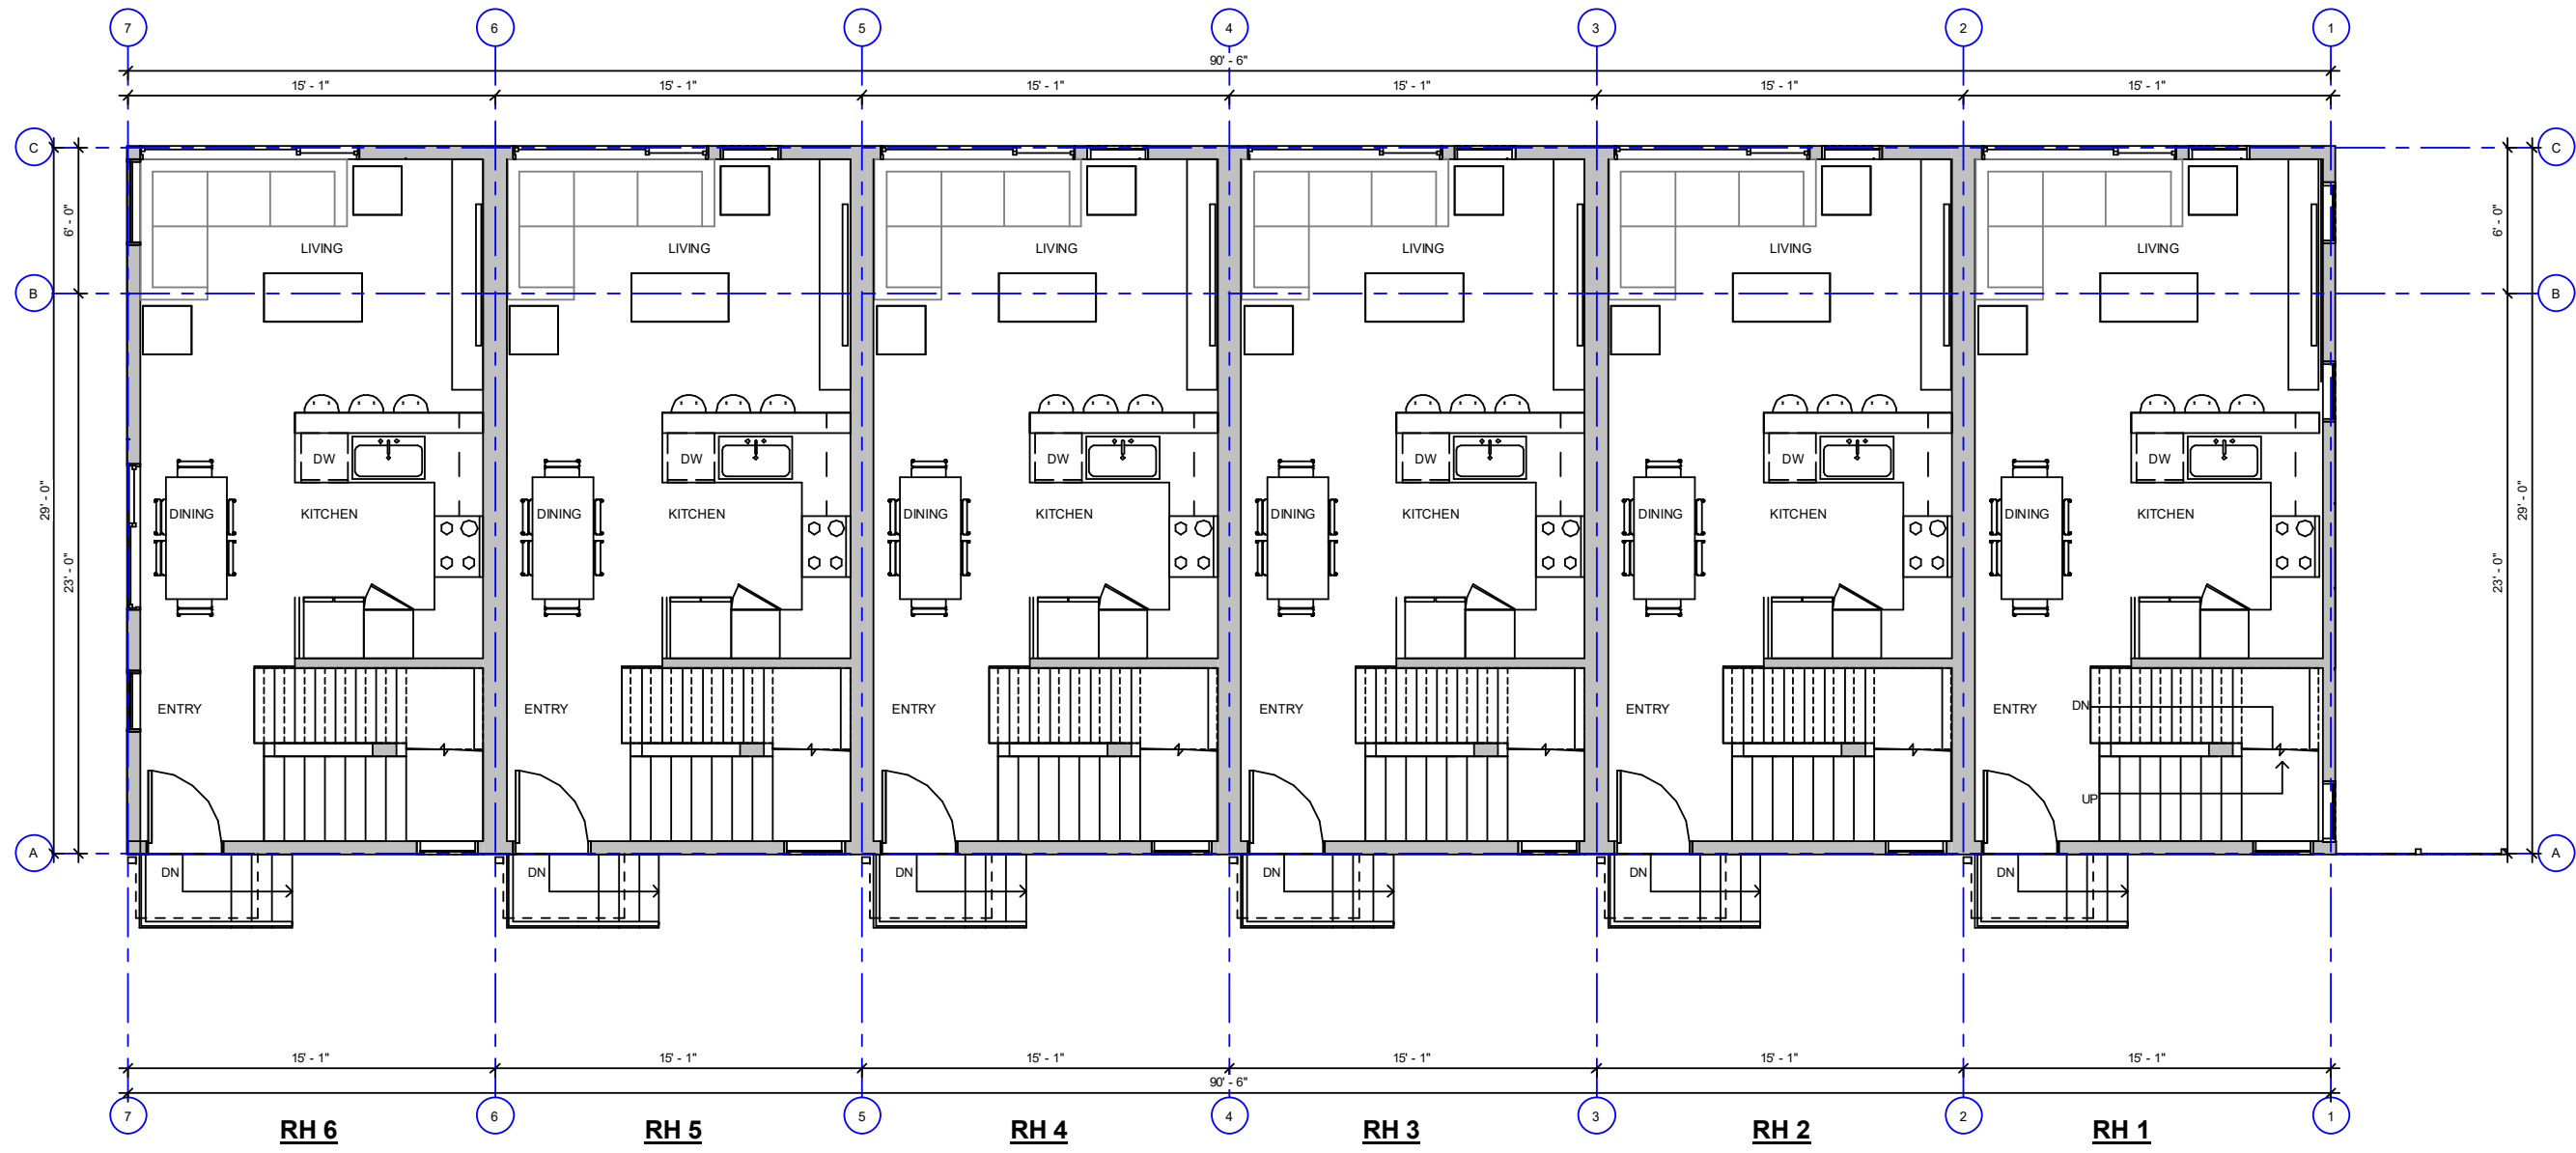 7 6 5 4 3 2 1
90' - 6"
15' - 1" 15' - 1" 15' - 1" 15' - 1" 15' - 1" 15' - 1"
C C
6' - 0" 6' - 0"
LIVING LIVING LIVING LIVING LIVING LIVING
B B
DW DW DW DW DW DW
29' - 0" 29' - 0"
DINING KITCHEN DINING KITCHEN DINING KITCHEN DINING KITCHEN DINING KITCHEN DINING KITCHEN
23' - 0" 23' - 0"
ENTRY ENTRY ENTRY ENTRY ENTRY ENTRY DN
UP
A A
DN DN DN DN DN DN
15' - 1" 15' - 1" 15' - 1" 15' - 1" 15' - 1" 15' - 1"
90' - 6"
7 6 5 4 3 2 1
RH 6 RH 5 RH 4 RH 3 RH 2 RH 1